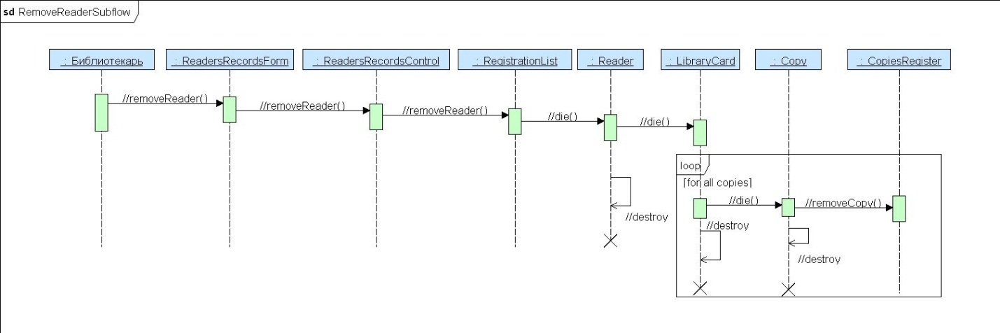 sd RemoveReaderSubflow
: Библиотекарь
: ReadersRecordsForm
: ReadersRecordsControl
: RegistrationList
: Reader
: LibraryCard
: Copy
: CopiesRegister
//removeReader()
//removeReader()
//removeReader()
//die()
//die()
loop
[for all copies]
//die()
//removeCopy()
//destroy
//destroy
//destroy